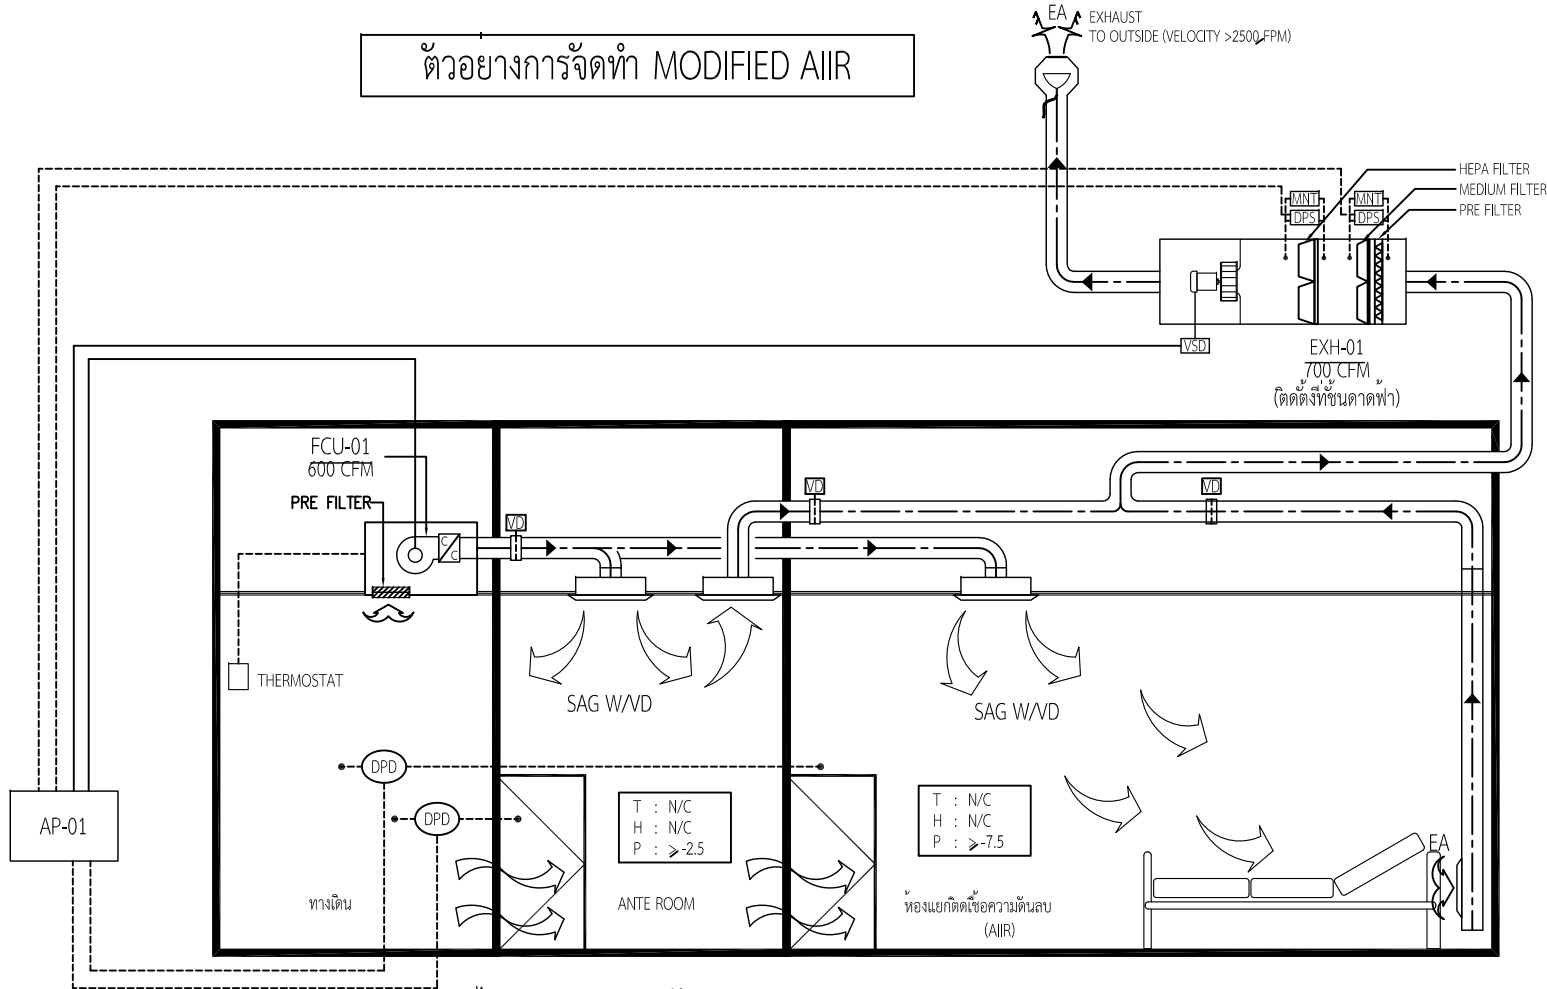 EA EXHAUST
TO OUTSIDE (VELOCITY >2500 FPM)
ตัวอยางการจัดทำ MODIFIED AIIR
HEPA FILTER
MEDIUM FILTER
PRE FILTER
MNT MNT
DPS DPS
VSD
EXH-01
700 CFM
(ติดตั้งที่ชั้นดาดฟ้า)
FCU-01
600 CFM
PRE FILTER
VD
VD
VD
C
C
THERMOSTAT
SAG W/VD
SAG W/VD
DPD
DPD
AP-01
T : N/C
H : N/C
P : ⩾-2.5
T : N/C
H : N/C
P : ⩾-7.5
EA
ทางเดิน
ANTE ROOM
ห้องแยกติดเชื้อความดันลบ
(AIIR)